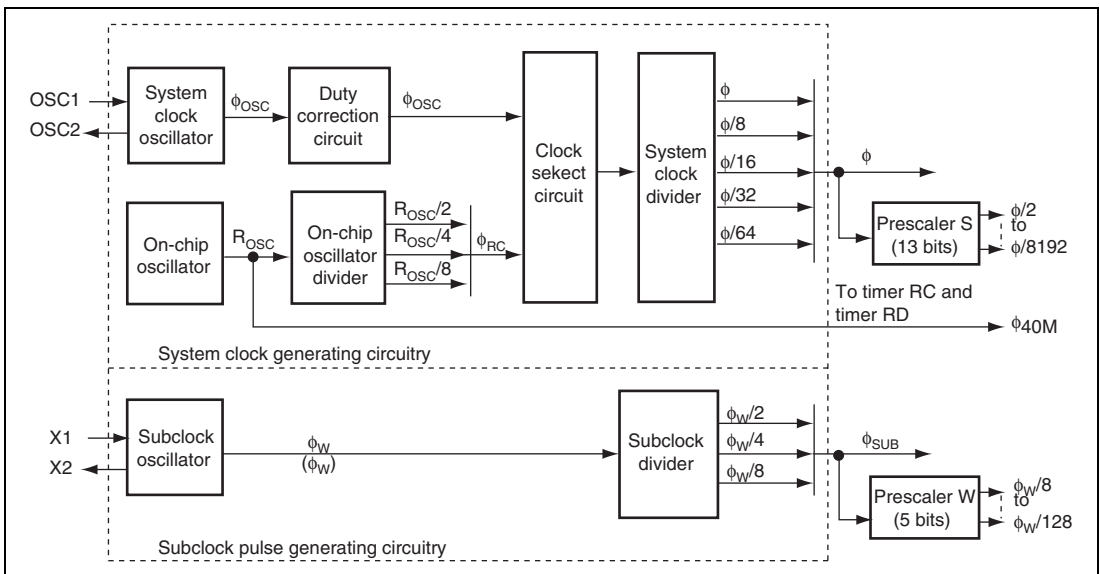 OSC1
OSC2
System
clock
oscillator
φOSC
Duty
correction
circuit
φOSC
Clock
sekect
circuit
System
clock
divider
φ
φ/8
φ/16
φ/32
φ/64
φ
Prescaler S
(13 bits)
φ/2
to
φ/8192
On-chip
oscillator
ROSC
On-chip
oscillator
divider
ROSC/2
ROSC/4
ROSC/8
φRC
To timer RC and
timer RD
φ40M
System clock generating circuitry
X1
X2
Subclock
oscillator
φW
(φW)
Subclock
divider
φW/2
φW/4
φW/8
φSUB
Prescaler W
(5 bits)
φW/8
to
φW/128
Subclock pulse generating circuitry